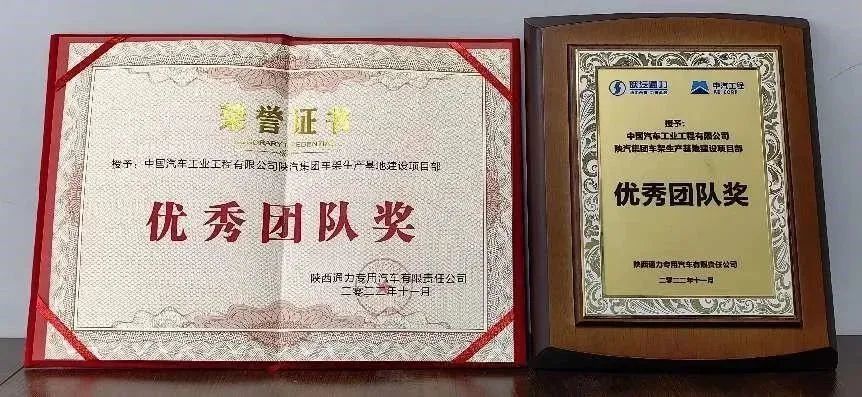 荣誉证书
HONORARY CREDENTIAL
授予：中国汽车工业工程有限公司陕汽集团车架生产基地建设项目部
优秀团队奖
陕西通力专用汽车有限责任公司
二零二二年十一月
陕汽通力
中汽工程
AE CORP
授予：
中国汽车工业工程有限公司
陕汽集团车架生产基地建设项目部
优秀团队奖
陕西通力专用汽车有限责任公司
二零二二年十一月